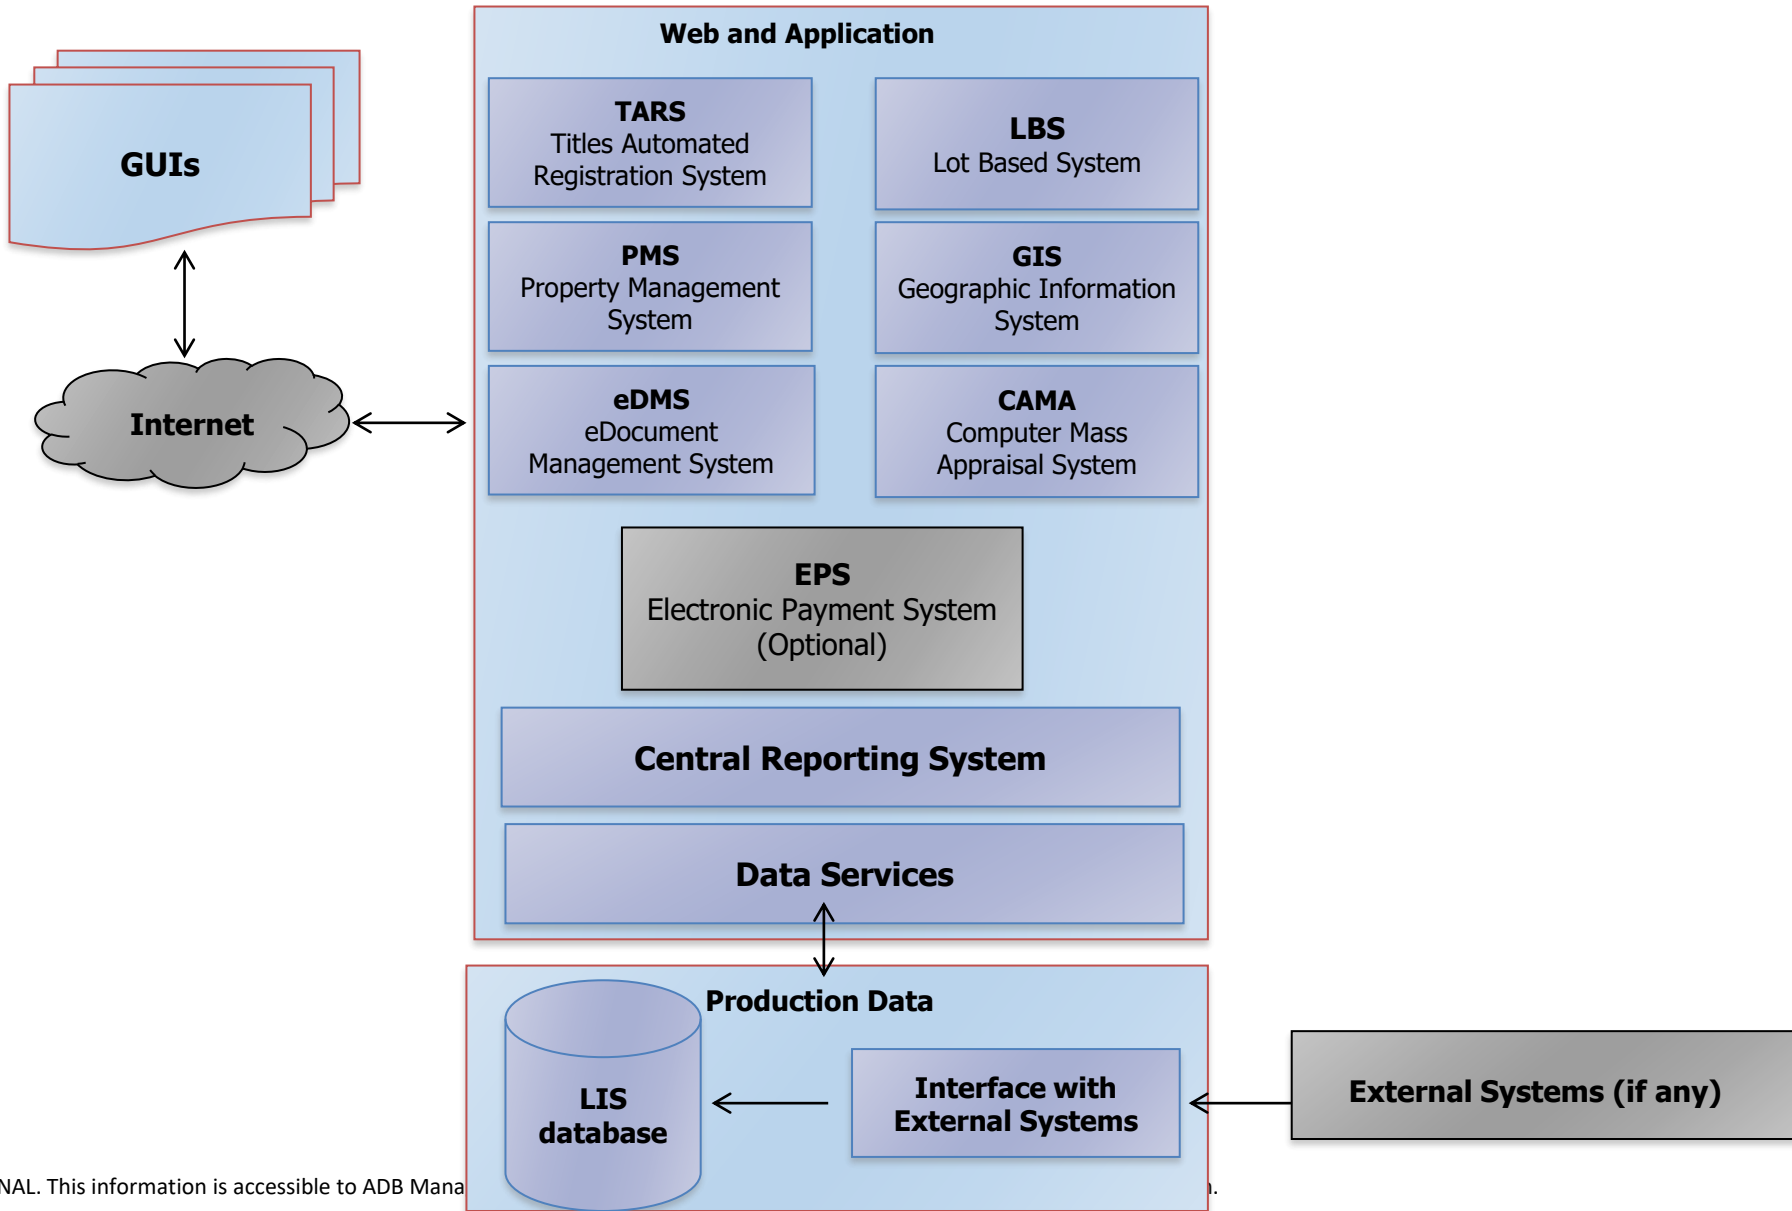 Web and Application
GUIs
TARS
Titles Automated
Registration System
LBS
Lot Based System
PMS
Property Management
System
GIS
Geographic Information
System
Internet
eDMS
eDocument
Management System
CAMA
Computer Mass
Appraisal System
EPS
Electronic Payment System
(Optional)
Central Reporting System
Data Services
Production Data
LIS
database
Interface with
External Systems
External Systems (if any)
NAL. This information is accessible to ADB Mana